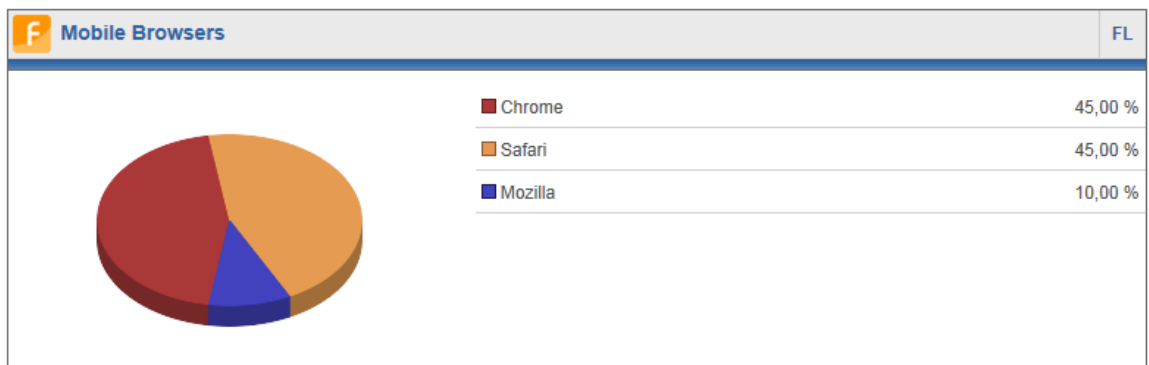 Mobile Browsers FL
Chrome 45,00 %
Safari 45,00 %
Mozilla 10,00 %